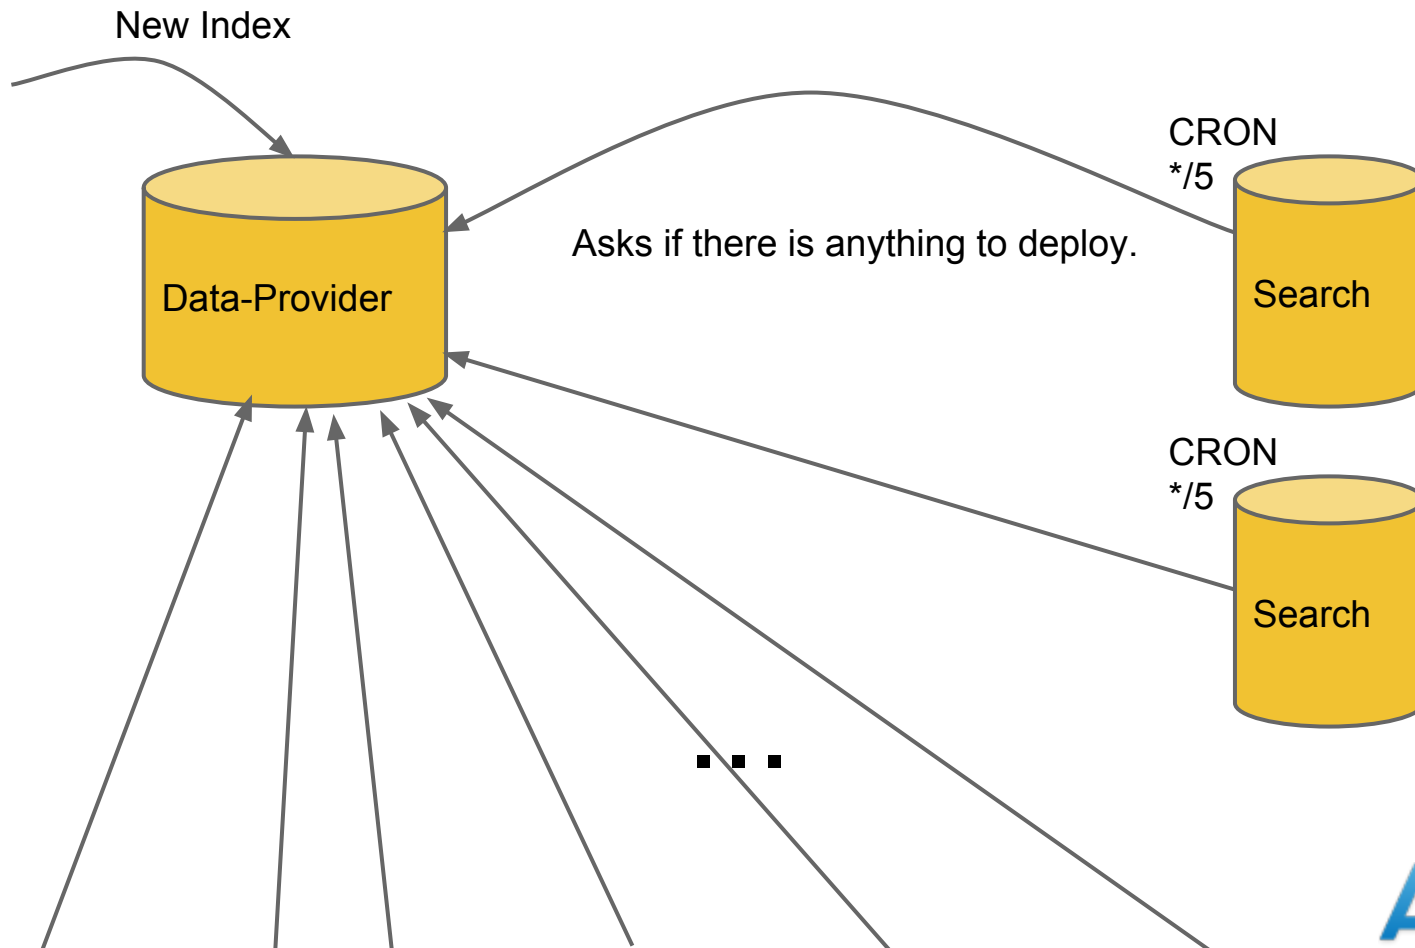 New Index
CRON
*/5
Asks if there is anything to deploy.
Data-Provider
Search
CRON
*/5
Search
...